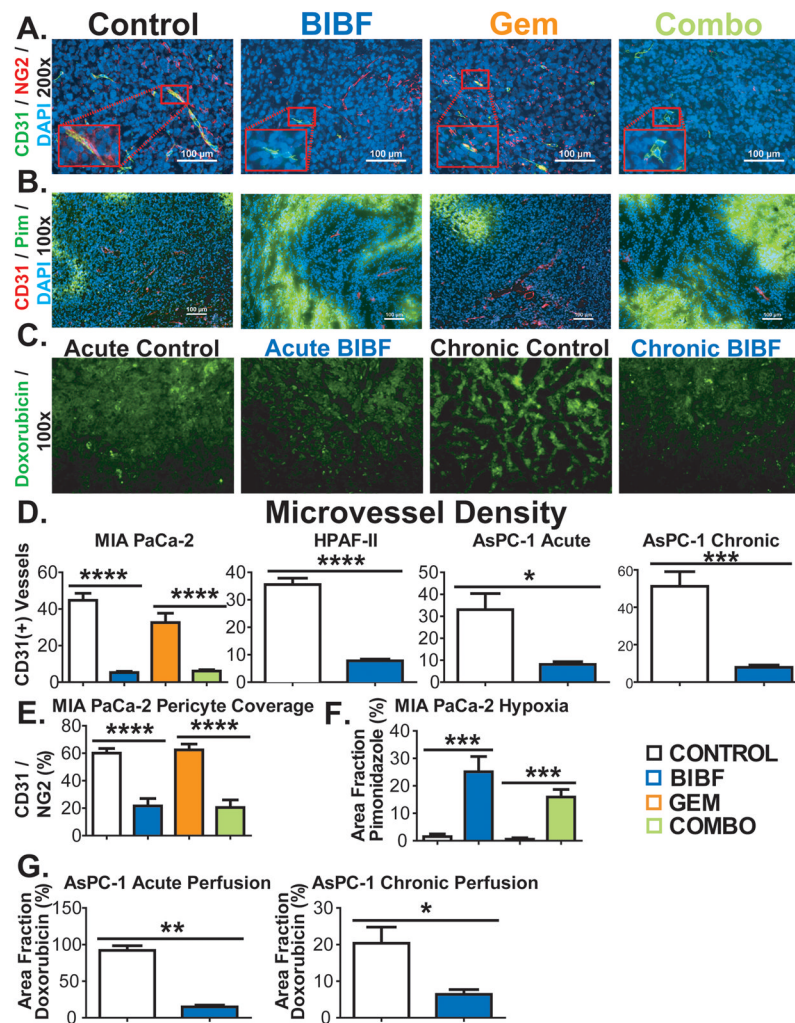 A. Control BIBF Gem Combo
CD31 / NG2
DAPI 200x
100 µm 100 µm 100 µm 100 µm
B.
CD31 / Pim
DAPI 100x
100 µm 100 µm 100 µm 100 µm
C. Acute Control Acute BIBF Chronic Control Chronic BIBF
Doxorubicin /
100x
D. Microvessel Density
MIA PaCa-2 HPAF-II AsPC-1 Acute AsPC-1 Chronic
CD31(+) Vessels
60 40 20 0
**** ****
40 30 20 10 0
****
40 30 20 10 0
*
60 40 20 0
***
E. MIA PaCa-2 Pericyte Coverage
CD31 /
NG2 (%)
80 60 40 20 0
**** ****
F. MIA PaCa-2 Hypoxia
Area Fraction
Pimonidazole (%)
40 30 20 10 0
*** ***
CONTROL
BIBF
GEM
COMBO
G.
AsPC-1 Acute Perfusion
Area Fraction
Doxorubicin (%)
150 100 50 0
**
AsPC-1 Chronic Perfusion
Area Fraction
Doxorubicin (%)
30 20 10 0
*